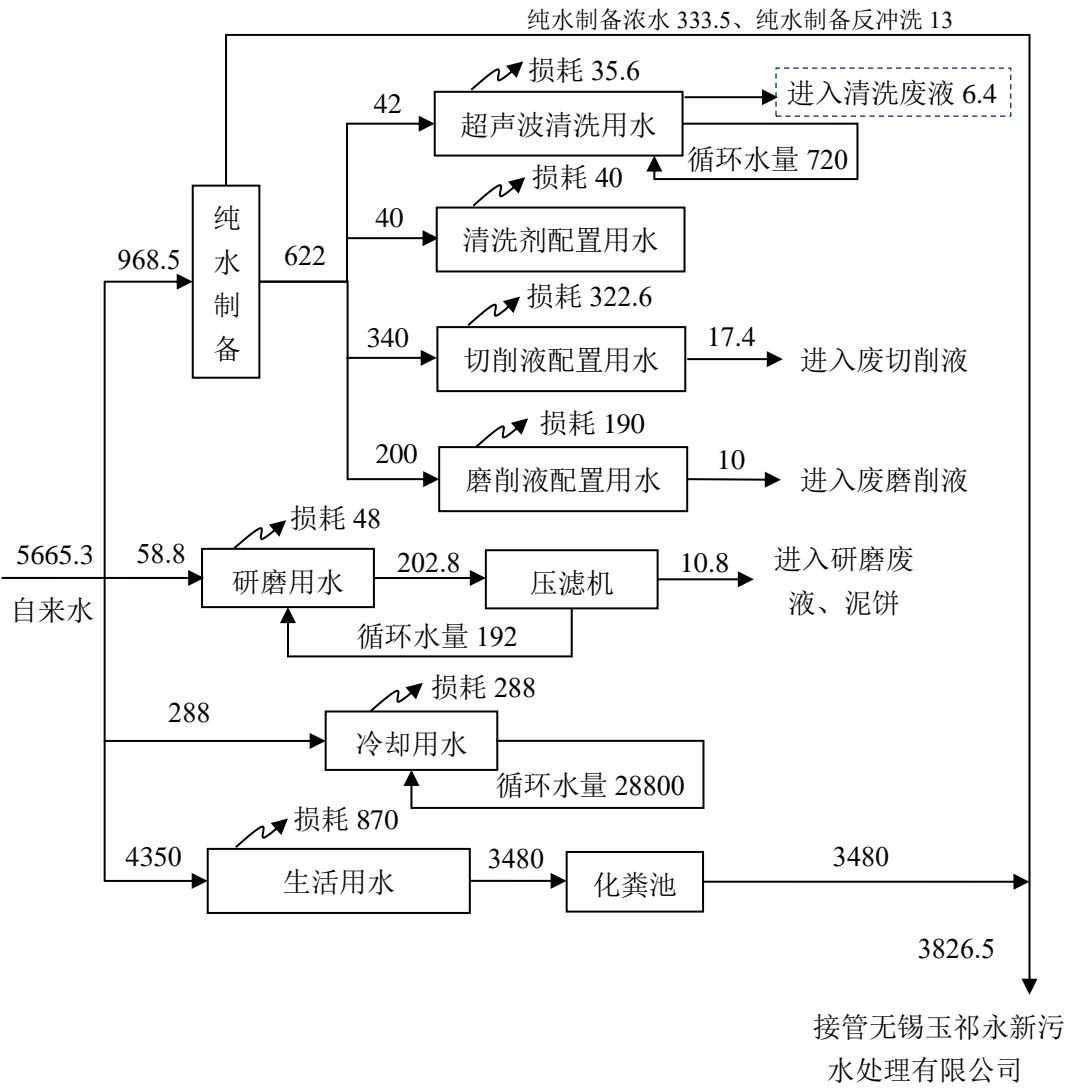 纯水制备浓水 333.5、纯水制备反冲洗 13
损耗 35.6
进入清洗废液 6.4
42
超声波清洗用水
循环水量 720
损耗 40
纯水制备
40
清洗剂配置用水
968.5
622
损耗 322.6
340
切削液配置用水
17.4
进入废切削液
损耗 190
200
磨削液配置用水
10
进入废磨削液
损耗 48
5665.3
58.8
研磨用水
202.8
压滤机
10.8
进入研磨废
液、泥饼
自来水
循环水量 192
损耗 288
288
冷却用水
循环水量 28800
损耗 870
4350
生活用水
3480
化粪池
3480
3826.5
接管无锡玉祁永新污
水处理有限公司